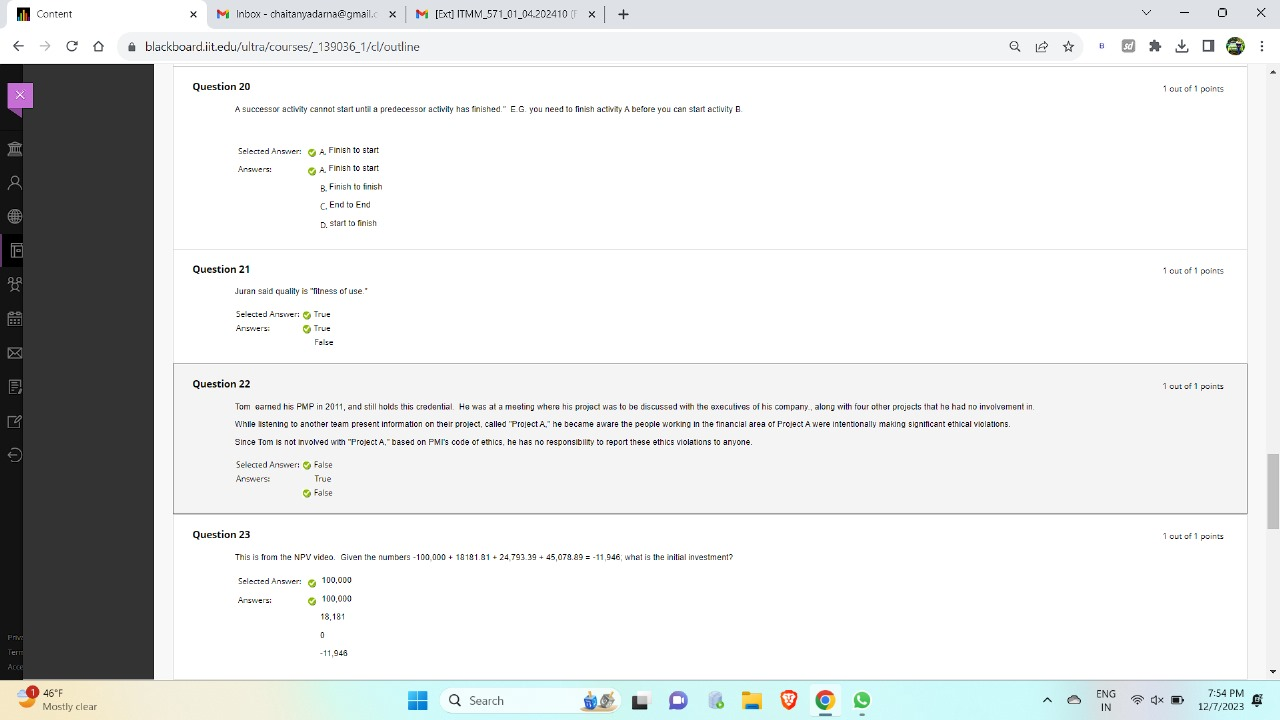 Content
Inbox - chaitanyadarna@gmail.c
[Ext] INM_571_01_04.202410 (F
blackboard.iit.edu/ultra/courses/_139036_1/cl/outline
Question 20
1 out of 1 points
A successor activity cannot start until a predecessor activity has finished." E.G. you need to finish activity A before you can start activity B.
Selected Answer: A. Finish to start
Answers: A. Finish to start
B. Finish to finish
C. End to End
D. start to finish
Question 21
1 out of 1 points
Juran said quality is "fitness of use."
Selected Answer: True
Answers: True
False
Question 22
1 out of 1 points
Tom earned his PMP in 2011, and still holds this credential. He was at a meeting where his project was to be discussed with the executives of his company., along with four other projects that he had no involvement in.
While listening to another team present information on their project, called "Project A," he became aware the people working in the financial area of Project A were intentionally making significant ethical violations.
Since Tom is not involved with "Project A," based on PMI's code of ethics, he has no responsibility to report these ethics violations to anyone.
Selected Answer: False
Answers: True
False
Question 23
1 out of 1 points
This is from the NPV video. Given the numbers -100,000 + 18181.81 + 24,793.39 + 45,078.89 = -11,946; what is the initial investment?
Selected Answer: 100,000
Answers: 100,000
18,181
0
-11,946
Priva
Term
Acce
1
46°F
Mostly clear
Search
ENG
IN
7:54 PM
12/7/2023